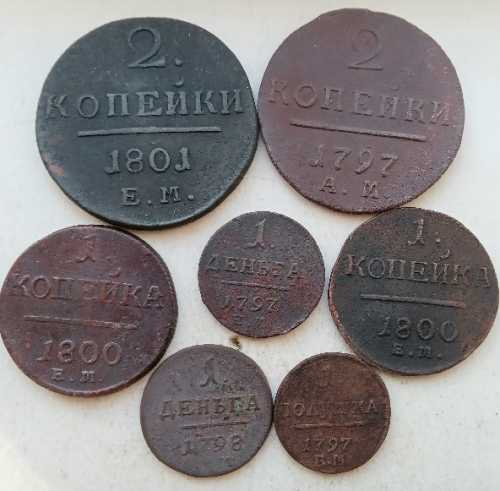 2.
КОПЕЙКИ
1801
Е.М.
2
КОПЕЙКИ
1797
А.М
1.
КОПЕЙКА
1800
Е.М.
1.
ДЕНЬГА
1797
Е.М
1.
КОПЕЙКА
1800
Е.М.
1
ДЕНЬГА
1798
1
ПОЛУШКА
1797
Е.М